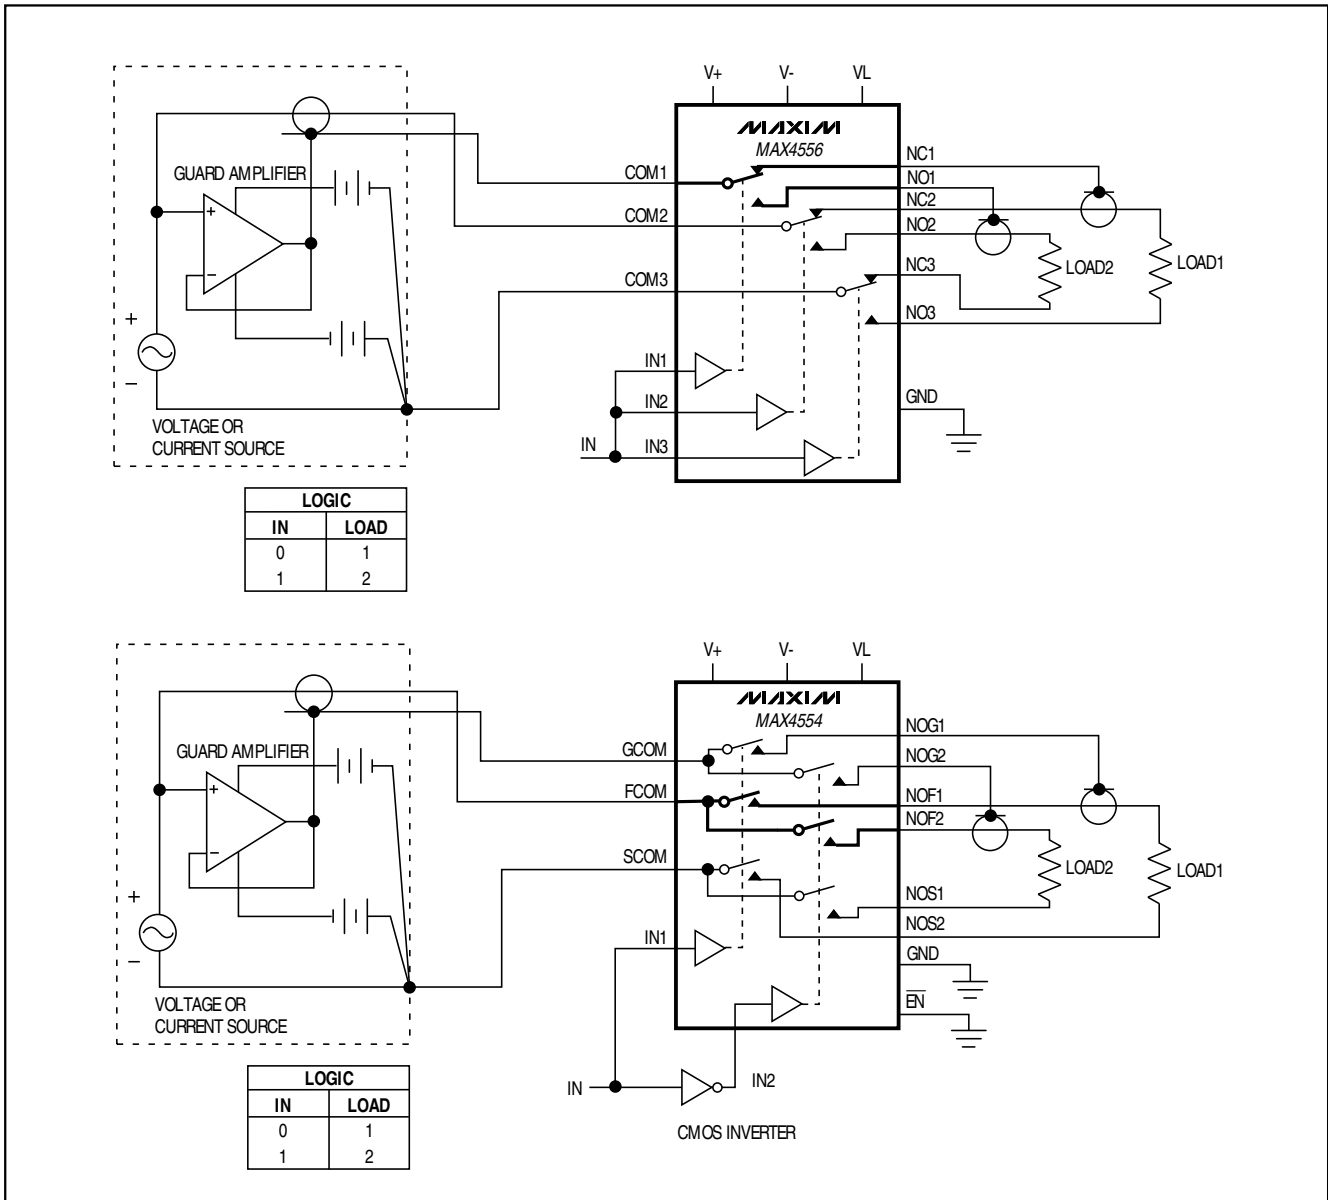 V+ V- VL
MAXIM
MAX4556
GUARD AMPLIFIER
+
−
+
−
VOLTAGE OR
CURRENT SOURCE
COM1
COM2
COM3
IN1
IN2
IN3
IN
NC1
NO1
NC2
NO2
NC3
NO3
GND
LOAD2
LOAD1
LOGIC
IN LOAD
0 1
1 2
V+ V- VL
MAXIM
MAX4554
GUARD AMPLIFIER
+
−
+
−
VOLTAGE OR
CURRENT SOURCE
GCOM
FCOM
SCOM
IN1
IN
IN2
CMOS INVERTER
NOG1
NOG2
NOF1
NOF2
NOS1
NOS2
GND
EN
LOAD2
LOAD1
LOGIC
IN LOAD
0 1
1 2